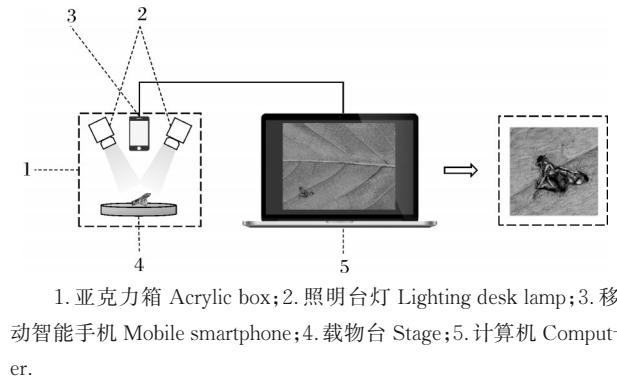 3 2
1
4 5
1.亚克力箱 Acrylic box;2.照明台灯 Lighting desk lamp;3.移
动智能手机 Mobile smartphone;4.载物台 Stage;5.计算机 Comput-
er.